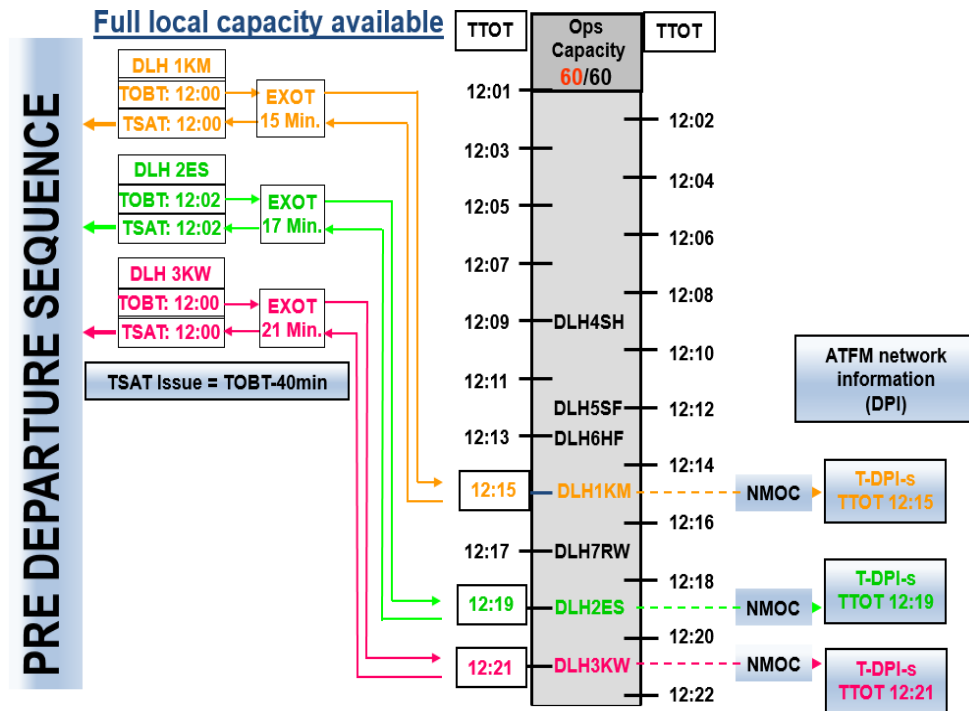 Full local capacity available
PRE DEPARTURE SEQUENCE
DLH 1KM
TOBT: 12:00
TSAT: 12:00
EXOT
15 Min.
DLH 2ES
TOBT: 12:02
TSAT: 12:02
EXOT
17 Min.
DLH 3KW
TOBT: 12:00
TSAT: 12:00
EXOT
21 Min.
TSAT Issue = TOBT-40min
TTOT
Ops
Capacity
60/60
TTOT
12:01
12:02
12:03
12:04
12:05
12:06
12:07
12:08
12:09
DLH4SH
12:10
12:11
DLH5SF
12:12
12:13
DLH6HF
12:14
12:15
DLH1KM
12:16
12:17
DLH7RW
12:18
12:19
DLH2ES
12:20
12:21
DLH3KW
12:22
ATFM network
information
(DPI)
NMOC
T-DPI-s
TTOT 12:15
NMOC
T-DPI-s
TTOT 12:19
NMOC
T-DPI-s
TTOT 12:21